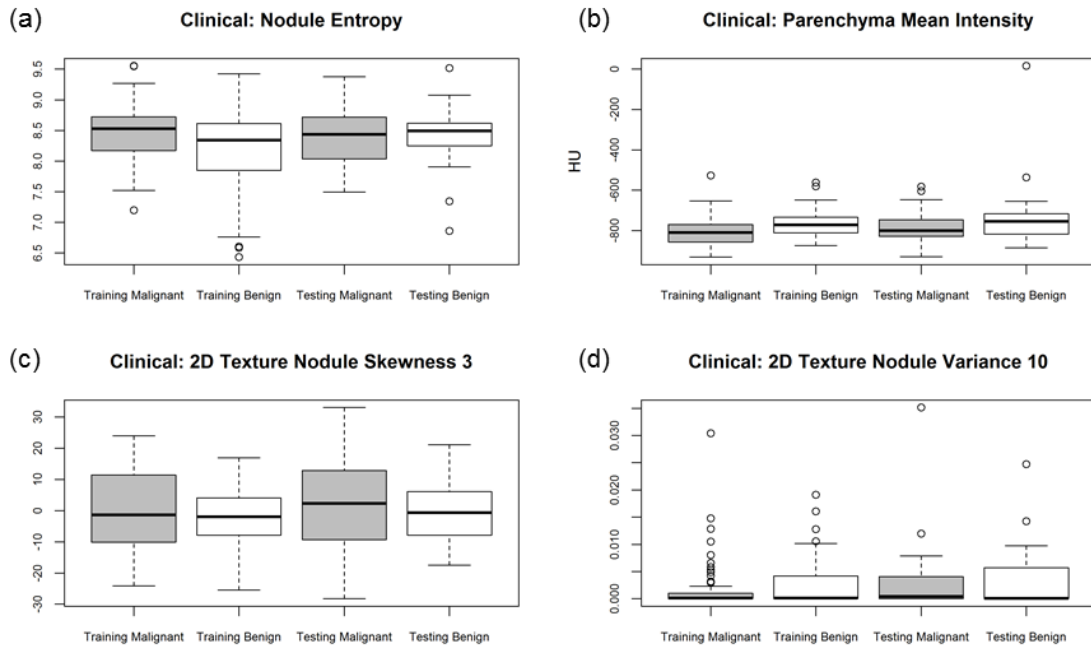 (a) Clinical: Nodule Entropy
9.5
9.0
8.5
8.0
7.5
7.0
6.5
Training Malignant Training Benign Testing Malignant Testing Benign
(b) Clinical: Parenchyma Mean Intensity
HU
0
-200
-400
-600
-800
Training Malignant Training Benign Testing Malignant Testing Benign
(c) Clinical: 2D Texture Nodule Skewness 3
30
20
10
0
-10
-20
-30
Training Malignant Training Benign Testing Malignant Testing Benign
(d) Clinical: 2D Texture Nodule Variance 10
0.030
0.020
0.010
0.000
Training Malignant Training Benign Testing Malignant Testing Benign